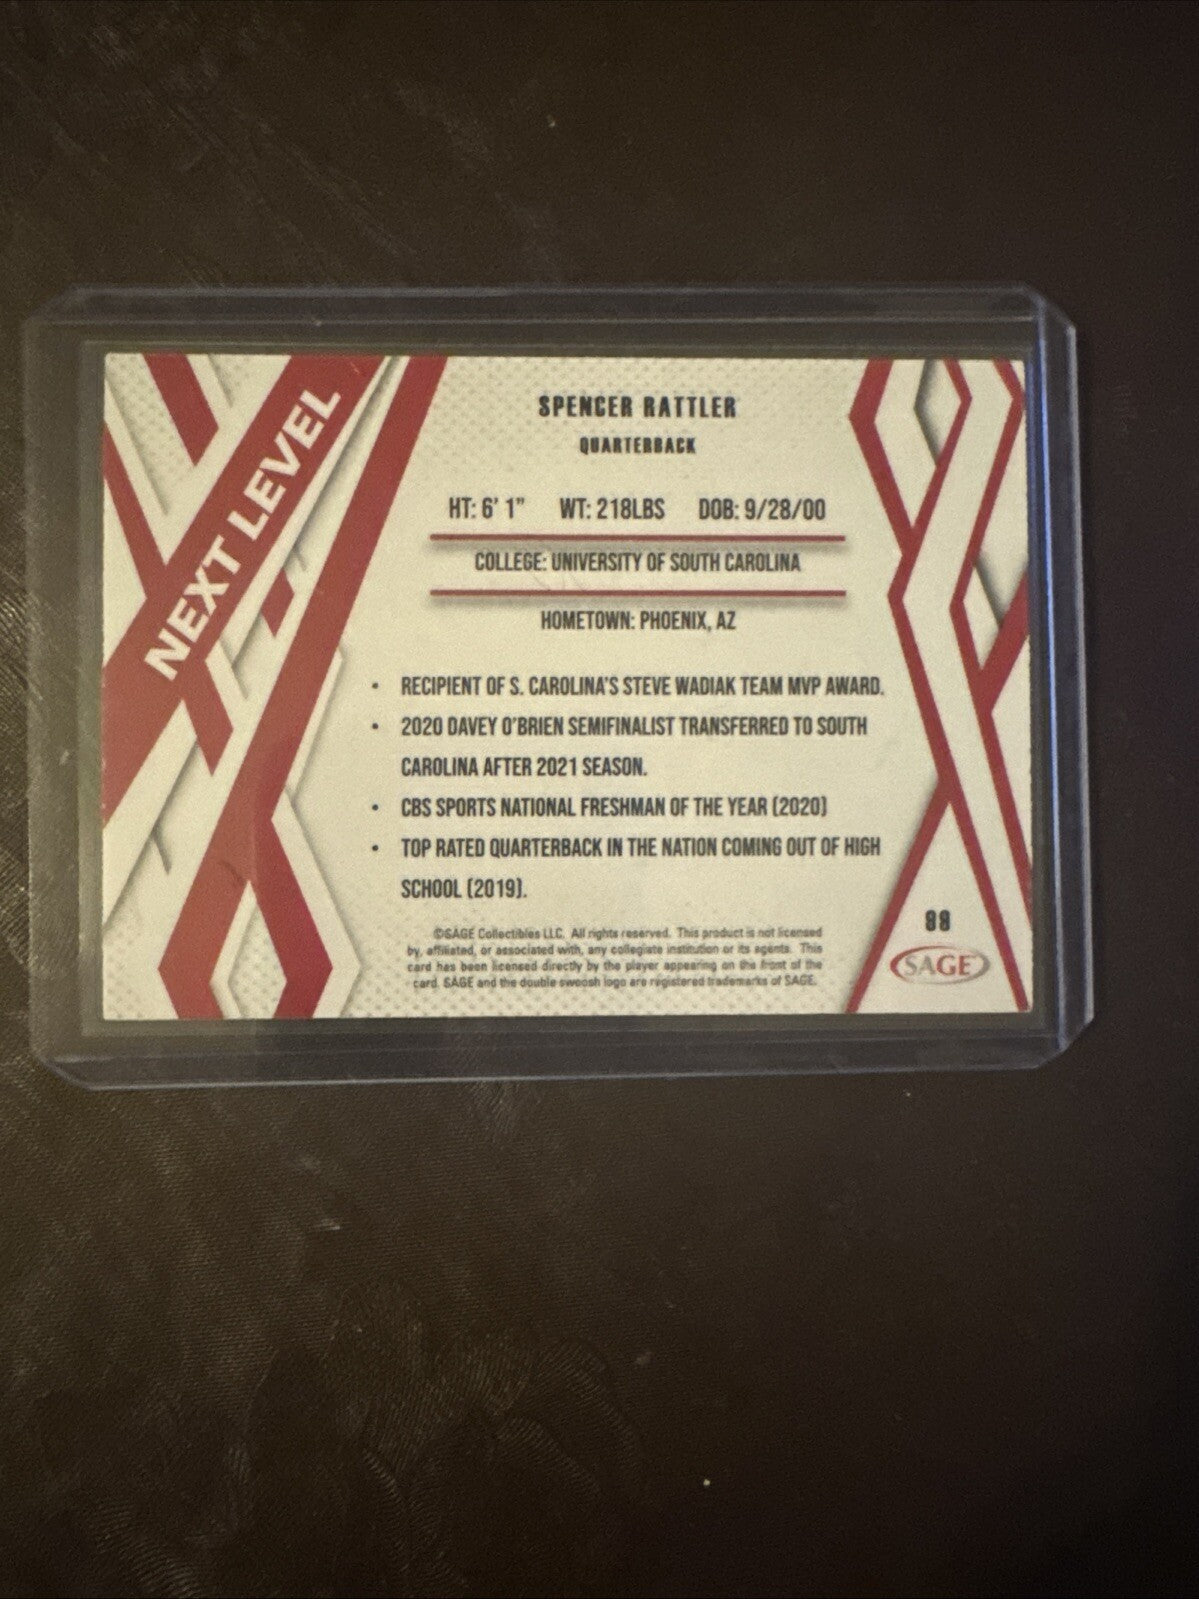 NEXT LEVEL
SPENCER RATTLER
QUARTERBACK
HT: 6' 1" WT: 218LBS DOB: 9/28/00
COLLEGE: UNIVERSITY OF SOUTH CAROLINA
HOMETOWN: PHOENIX, AZ
• RECIPIENT OF S. CAROLINA'S STEVE WADIAK TEAM MVP AWARD.
• 2020 DAVEY O'BRIEN SEMIFINALIST TRANSFERRED TO SOUTH
CAROLINA AFTER 2021 SEASON.
• CBS SPORTS NATIONAL FRESHMAN OF THE YEAR (2020)
• TOP RATED QUARTERBACK IN THE NATION COMING OUT OF HIGH
SCHOOL (2019).
©SAGE Collectibles LLC. All rights reserved. This product is not licensed
by, affiliated, or associated with, any collegiate institution or its agents. This
card has been licensed directly by the player appearing on the front of the
card. SAGE and the double swoosh logo are registered trademarks of SAGE.
88
SAGE